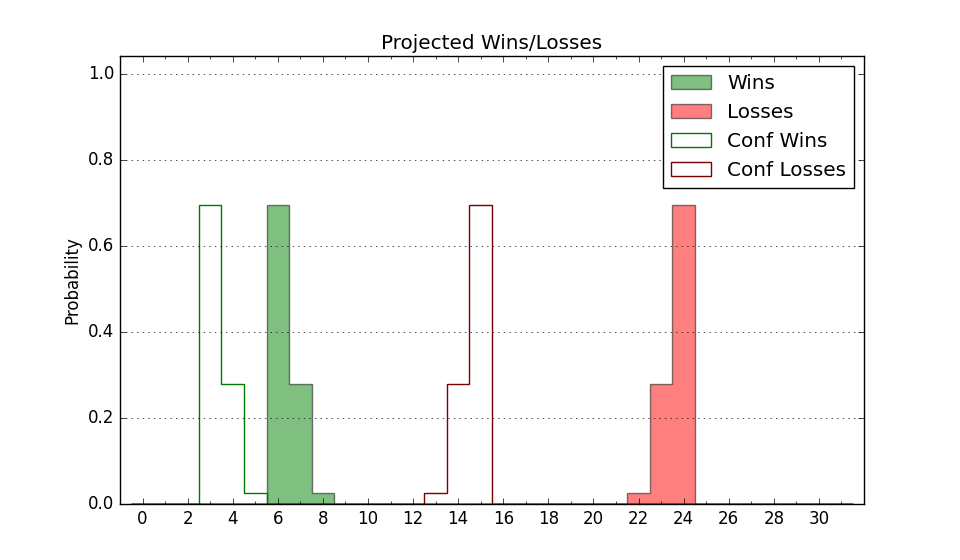 Projected Wins/Losses
Wins
Losses
Conf Wins
Conf Losses
Probability
1.0
0.8
0.6
0.4
0.2
0.0
0 2 4 6 8 10 12 14 16 18 20 22 24 26 28 30